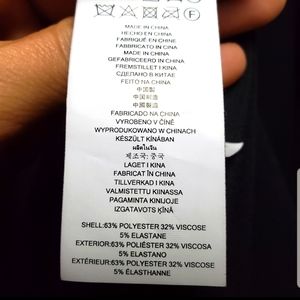 MADE IN CHINA
HECHO EN CHINA
FABRIQUÉ EN CHINE
FABBRICATO IN CINA
MADE IN CHINA
GEFABRICEERD IN CHINA
FREMSTILLET I KINA
СДЕЛАНО В КИТАЕ
FEITO NA CHINA
中国製
中国制造
中國製造
FABRICADO NA CHINA
VYROBENO V ČÍNĚ
WYPRODUKOWANO W CHINACH
KÉSZÜLT KÍNÁBAN
ผลิตในจีน
제조국: 중국
LAGET I KINA
FABRICAT ÎN CHINA
TILLVERKAD I KINA
VALMISTETTU KIINASSA
PAGAMINTA KINIJOJE
IZGATAVOTS ĶĪNĀ
SHELL:63% POLYESTER 32% VISCOSE
5% ELASTANE
EXTERIOR:63% POLIÉSTER 32% VISCOSE
5% ELASTANO
EXTÉRIEUR:63% POLYESTER 32% VISCOSE
5% ÉLASTHANNE